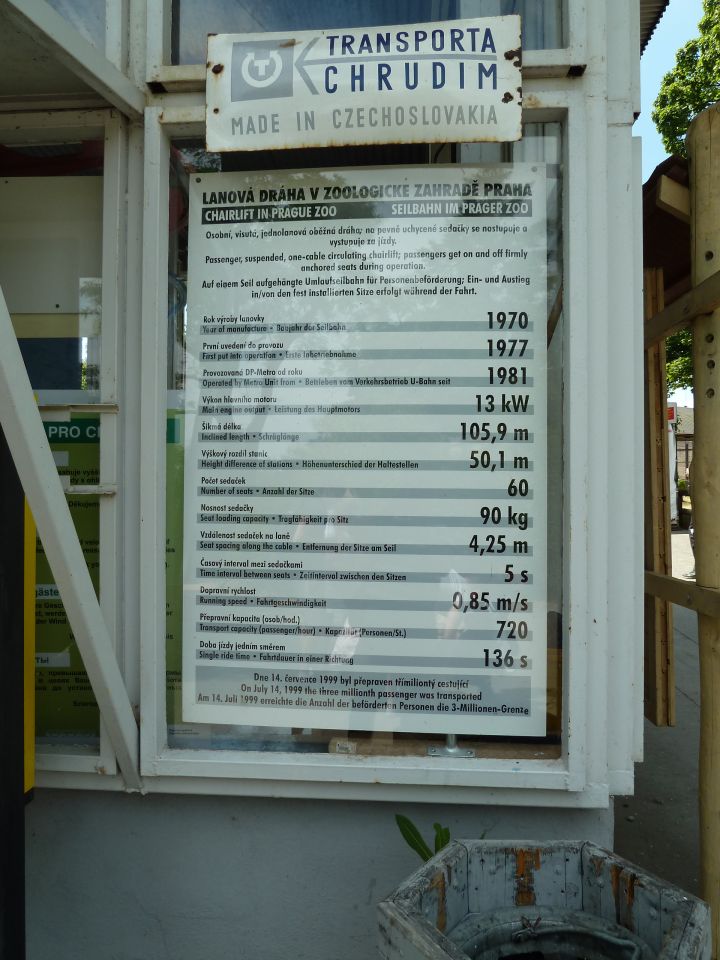 TRANSPORTA
CHRUDIM
MADE IN CZECHOSLOVAKIA
LANOVÁ DRÁHA V ZOOLOGICKÉ ZAHRADĚ PRAHA
CHAIRLIFT IN PRAGUE ZOO SEILBAHN IM PRAGER ZOO
Osobní, visutá, jednolanová oběžná dráha; na pevně uchycené sedačky se nastupuje a
vystupuje za jízdy.
Passenger, suspended, one-cable circulating chairlift; passengers get on and off firmly
anchored seats during operation.
Auf einem Seil aufgehängte Umlaufseilbahn für Personenbeförderung; Ein- und Austieg
in/von den fest installierten Sitze erfolgt während der Fahrt.
Rok výroby lanovky
Year of manufacture • Baujahr der Seilbahn 1970
První uvedení do provozu
First put into operation • Erste Inbetriebnahme 1977
Provozovaná DP-Metro od roku
Operated by Metro Unit from • Betrieben vom Verkehrsbetrieb U-Bahn seit 1981
Výkon hlavního motoru
Main engine output • Leistung des Hauptmotors 13 kW
Šikmá délka
Inclined length • Schräglänge 105,9 m
Výškový rozdíl stanic
Height difference of stations • Höhenunterschied der Haltestellen 50,1 m
Počet sedaček
Number of seats • Anzahl der Sitze 60
Nosnost sedačky
Seat loading capacity • Tragfähigkeit pro Sitz 90 kg
Vzdálenost sedaček na laně
Seat spacing along the cable • Entfernung der Sitze am Seil 4,25 m
Časový interval mezi sedačkami
Time interval between seats • Zeitinterval zwischen den Sitzen 5 s
Dopravní rychlost
Running speed • Fahrtgeschwindigkeit 0,85 m/s
Přepravní kapacita (osob/hod.)
Transport capacity (passenger/hour) • Kapazität (Personen/St.) 720
Doba jízdy jedním směrem
Single ride time • Fahrtdauer in einer Richtung 136 s
Dne 14. července 1999 byl přepraven třímiliontý cestující
On July 14, 1999 the three millionth passenger was transported
Am 14. Juli 1999 erreichte die Anzahl der beförderten Personen die 3-Millionen-Grenze
PRO